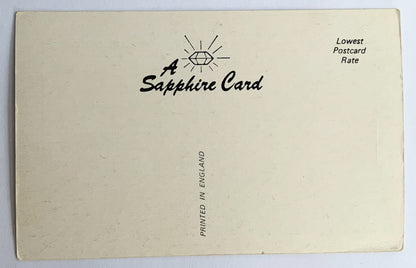 A
Sapphire Card
Lowest
Postcard
Rate
PRINTED IN ENGLAND